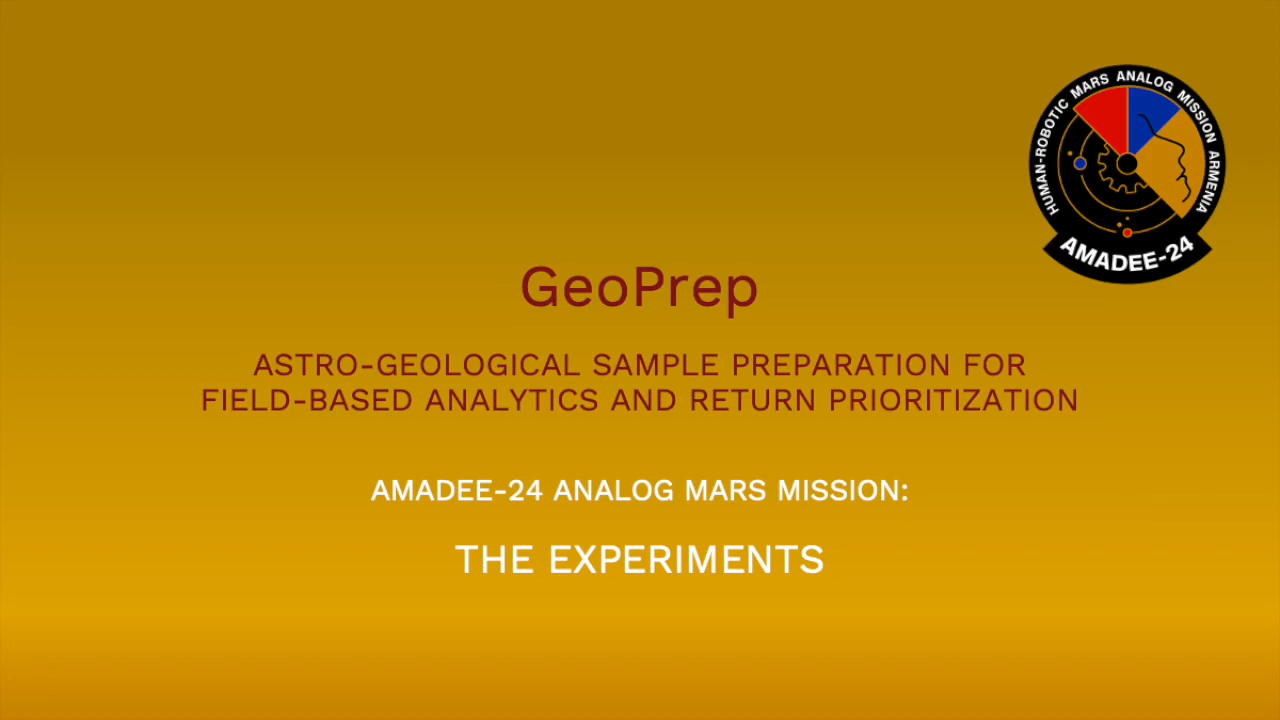 HUMAN-ROBOTIC MARS ANALOG MISSION ARMENIA
AMADEE-24
GeoPrep
ASTRO-GEOLOGICAL SAMPLE PREPARATION FOR
FIELD-BASED ANALYTICS AND RETURN PRIORITIZATION
AMADEE-24 ANALOG MARS MISSION:
THE EXPERIMENTS